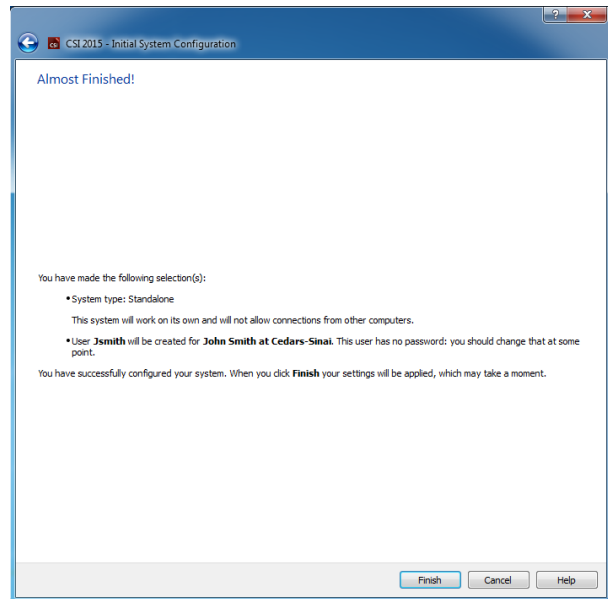 ?
X
CSI
CSI 2015 - Initial System Configuration
Almost Finished!
You have made the following selection(s):
•System type: Standalone
This system will work on its own and will not allow connections from other computers.
•User Jsmith will be created for John Smith at Cedars-Sinai. This user has no password: you should change that at some
point.
You have successfully configured your system. When you click Finish your settings will be applied, which may take a moment.
Finish Cancel Help